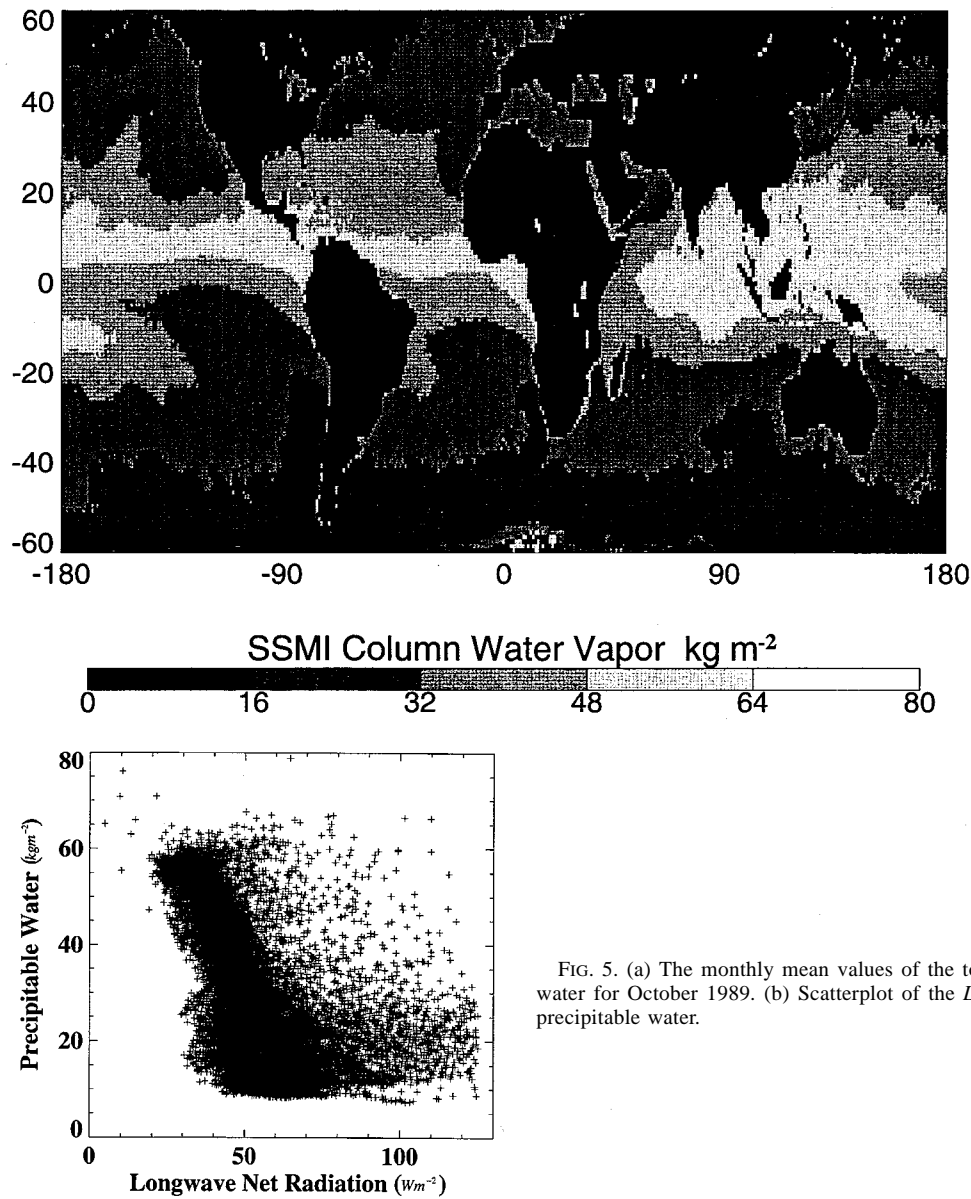 60
40
20
0
-20
-40
-60
-180 -90 0 90 180
SSMI Column Water Vapor kg m-2
0 16 32 48 64 80
80
60
40
20
0
Precipitable Water (kgm-2)
0 50 100
Longwave Net Radiation (Wm-2)
FIG. 5. (a) The monthly mean values of the
water for October 1989. (b) Scatterplot of the
precipitable water.